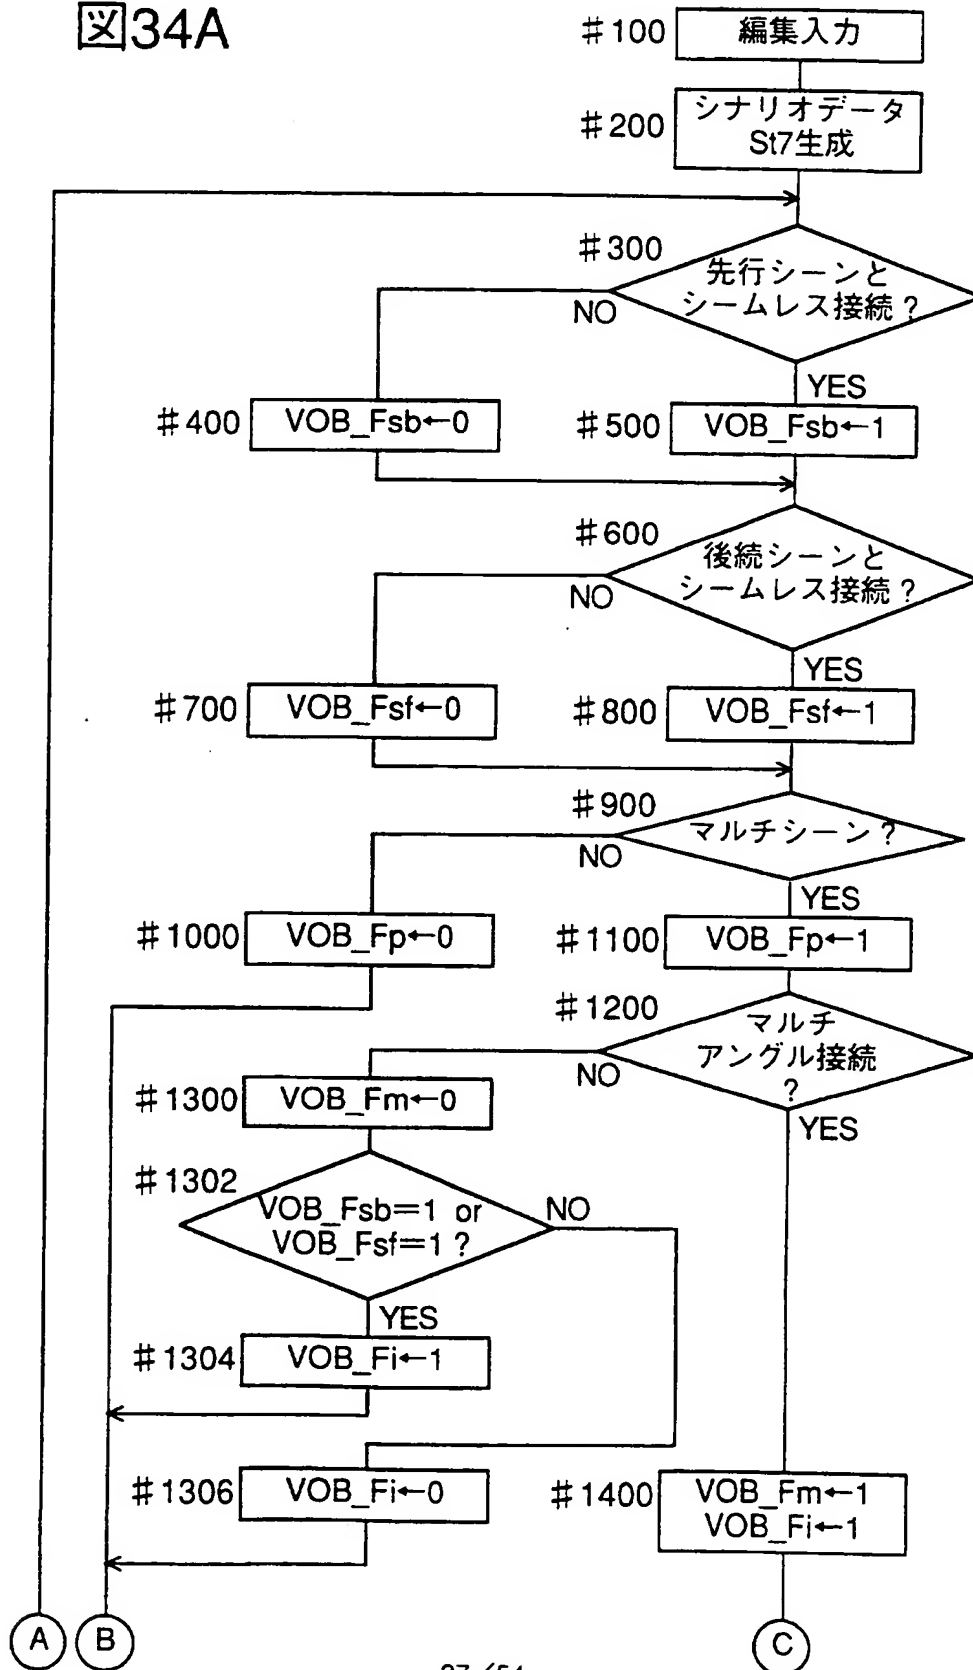 図34A
#100
編集入力
#200
シナリオデータ
St7生成
#300
先行シーンと
シームレス接続?
NO
YES
#400
VOB_Fsb←0
#500
VOB_Fsb←1
#600
後続シーンと
シームレス接続?
NO
YES
#700
VOB_Fsf←0
#800
VOB_Fsf←1
#900
マルチシーン?
NO
YES
#1000
VOB_Fp←0
#1100
VOB_Fp←1
#1200
マルチ
アングル接続
?
NO
YES
#1300
VOB_Fm←0
#1302
VOB_Fsb=1 or
VOB_Fsf=1 ?
NO
YES
#1304
VOB_Fi←1
#1306
VOB_Fi←0
#1400
VOB_Fm←1
VOB_Fi←1
A
B
C